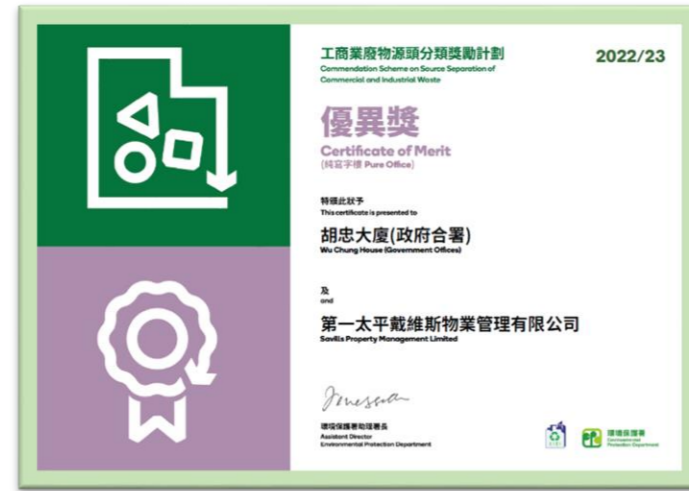 工商業廢物源頭分類獎勵計劃
Commendation Scheme on Source Separation of
Commercial and Industrial Waste
2022/23
優異獎
Certificate of Merit
(純寫字樓 Pure Office)
特頒此狀予
This certificate is presented to
胡忠大廈(政府合署)
Wu Chung House (Government Offices)
及
and
第一太平戴維斯物業管理有限公司
Savills Property Management Limited
環境保護署助理署長
Assistant Director
Environmental Protection Department
環境保護署
Environmental
Protection Department